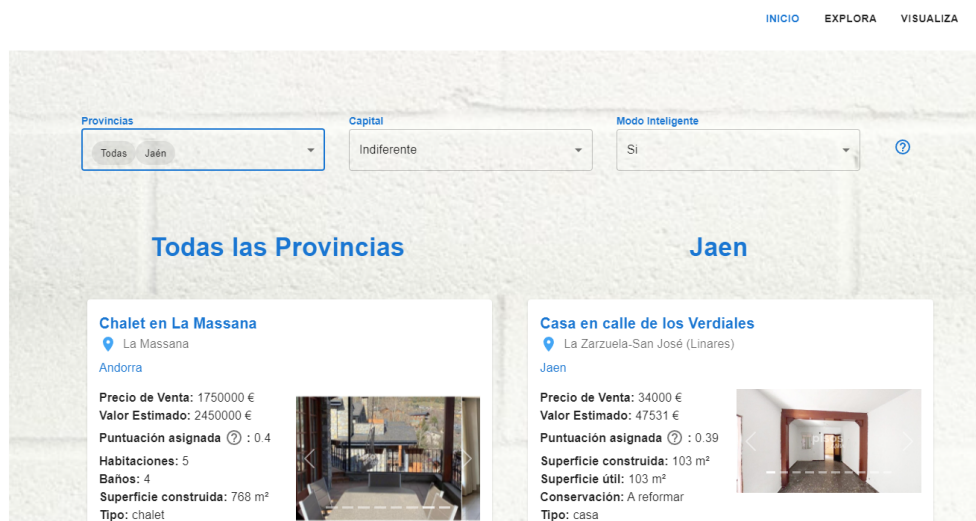 INICIO EXPLORA VISUALIZA
Provincias Capital Modo Inteligente
Todas Jaén Indiferente Si
Todas las Provincias Jaen
Chalet en La Massana
La Massana
Andorra
Precio de Venta: 1750000 €
Valor Estimado: 2450000 €
Puntuación asignada ? : 0.4
Habitaciones: 5
Baños: 4
Superficie construida: 768 m²
Tipo: chalet
Casa en calle de los Verdiales
La Zarzuela-San José (Linares)
Jaen
Precio de Venta: 34000 €
Valor Estimado: 47531 €
Puntuación asignada ? : 0.39
Superficie construida: 103 m²
Superficie útil: 103 m²
Conservación: A reformar
Tipo: casa